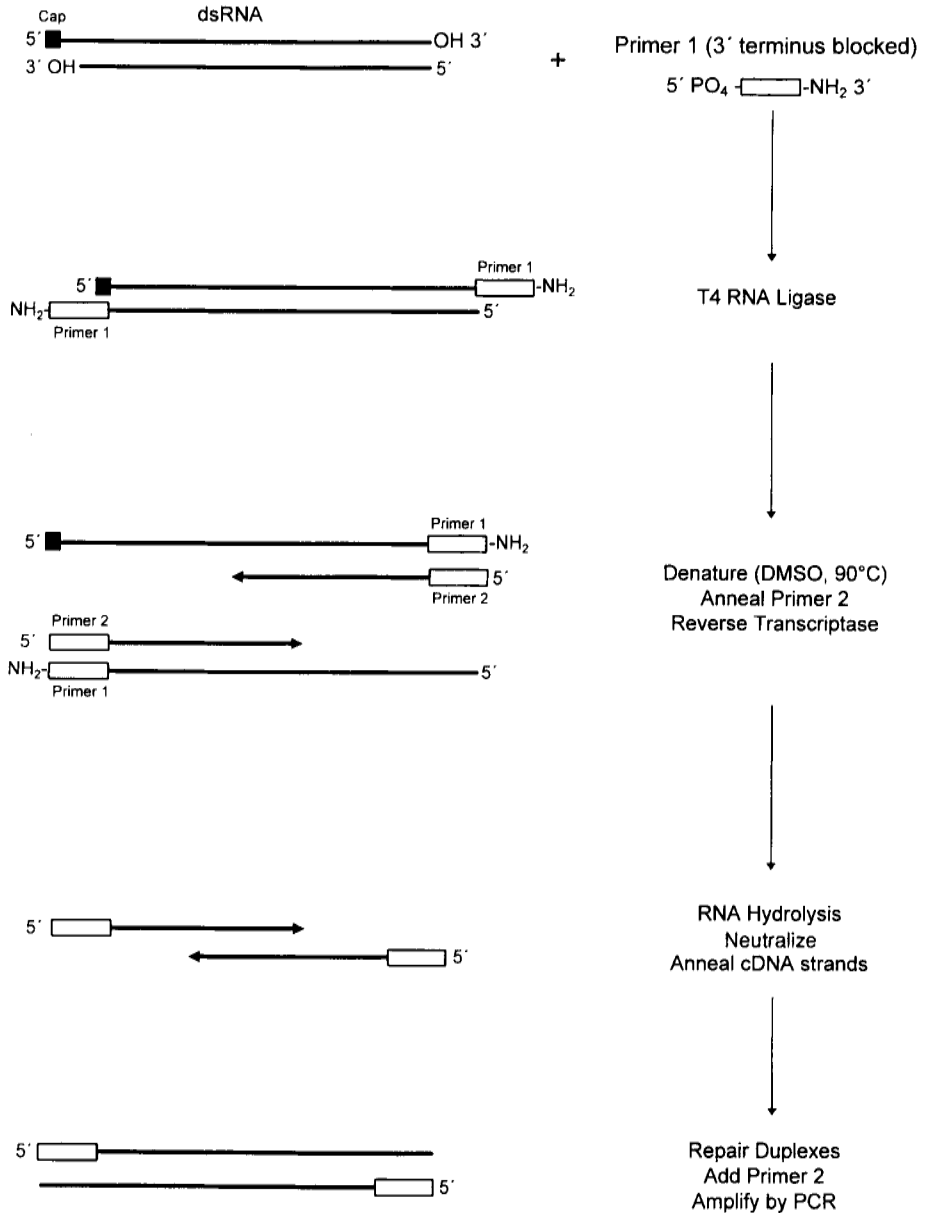 Cap
dsRNA
5´ OH 3´
3´ OH 5´
+
Primer 1 (3´ terminus blocked)
5´ PO₄ - -NH₂ 3´
Primer 1
5´ -NH₂
NH₂- 5´
Primer 1
T4 RNA Ligase
Primer 1
5´ -NH₂
5´
Primer 2
Primer 2
5´
NH₂- 5´
Primer 1
Denature (DMSO, 90°C)
Anneal Primer 2
Reverse Transcriptase
5´
5´
RNA Hydrolysis
Neutralize
Anneal cDNA strands
5´
5´
Repair Duplexes
Add Primer 2
Amplify by PCR